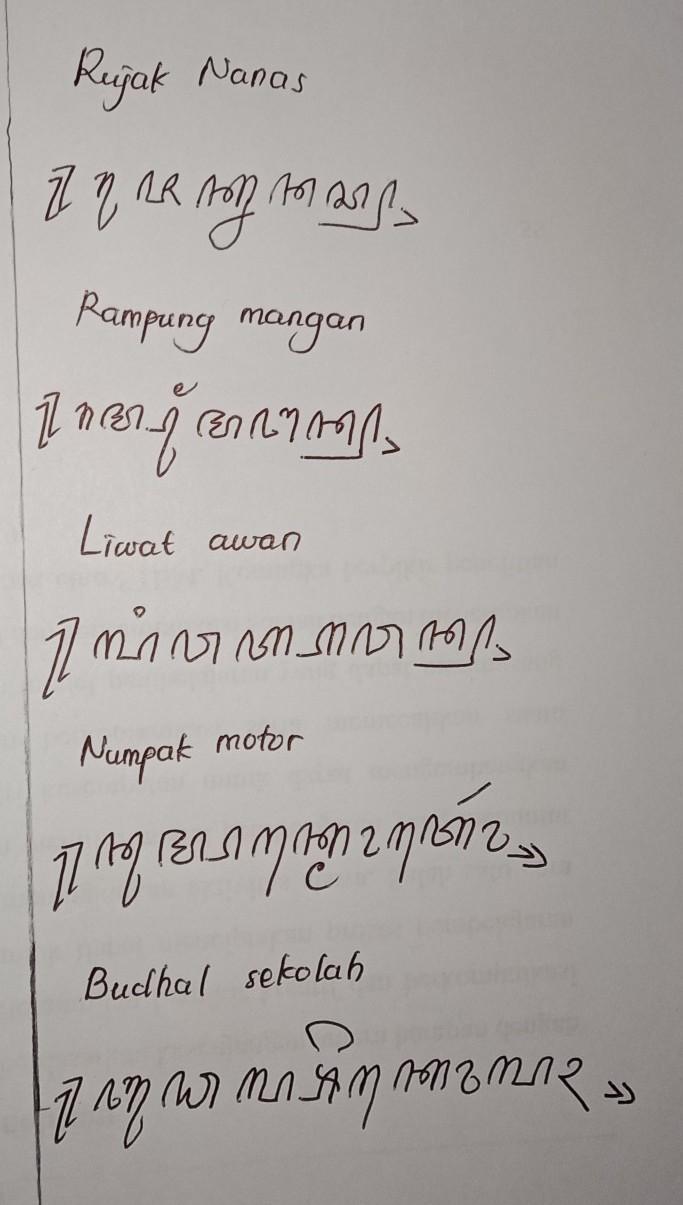 Rujak Nanas
꧋ꦫꦸꦗꦏ꧀ꦤꦤꦱ꧀꧈
Rampung mangan
꧋ꦫꦩ꧀ꦥꦸꦁꦩꦔꦤ꧀꧈
Liwat awan
꧋ꦭꦶꦮꦠ꧀ꦲꦮꦤ꧀꧈
Numpak motor
꧋ꦤꦸꦩ꧀ꦥꦏ꧀ꦩꦺꦴꦠꦺꦴꦂ꧉
Budhal sekolah
꧋ꦧꦸꦝꦭ꧀ꦱꦼꦏꦺꦴꦭꦃ꧉